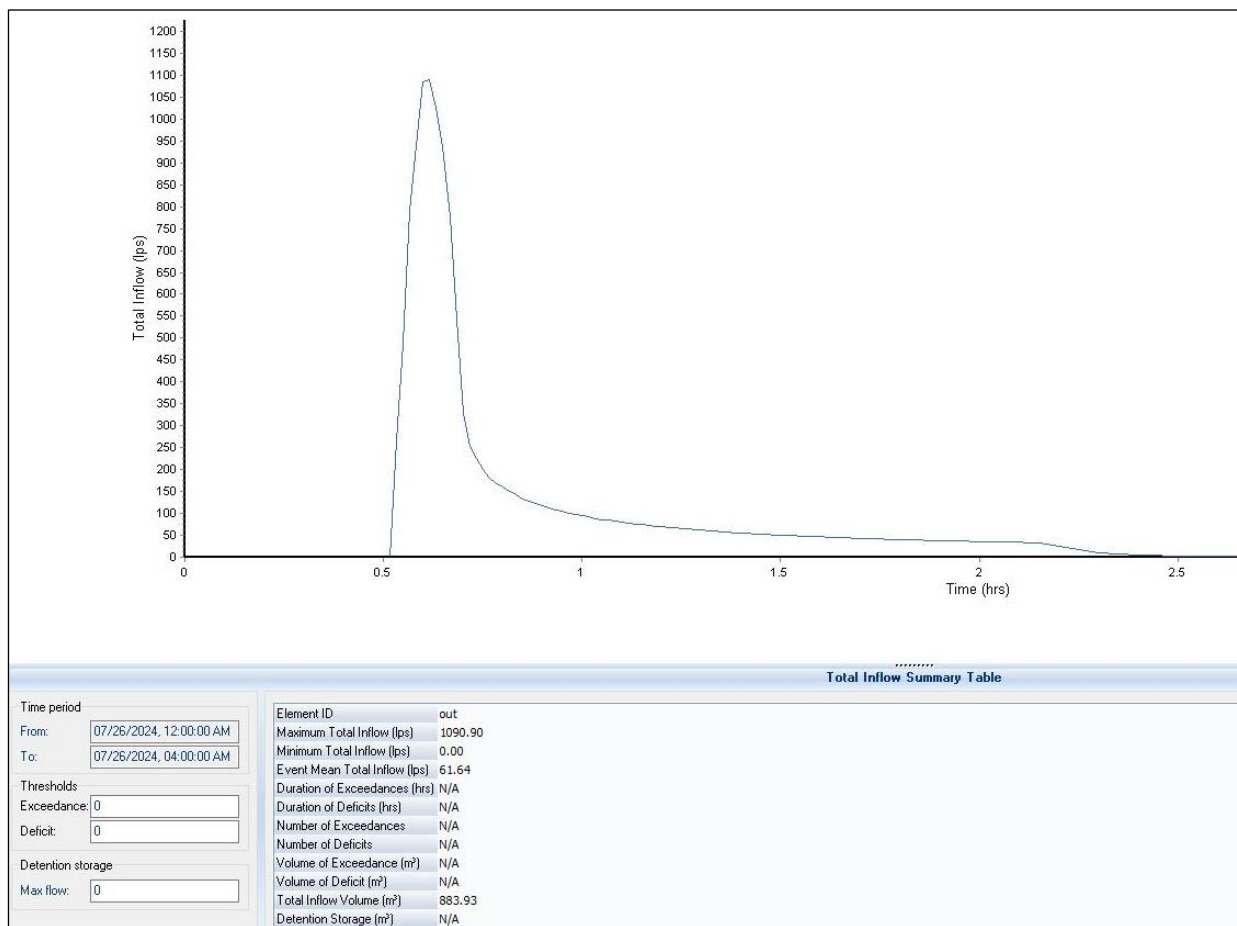 1200
1150
1100
1050
1000
950
900
850
800
750
700
650
600
550
500
450
400
350
300
250
200
150
100
50
0
Total Inflow (lps)
0 0.5 1 1.5 2 2.5
Time (hrs)
Total Inflow Summary Table
Time period
From: 07/26/2024, 12:00:00 AM
To: 07/26/2024, 04:00:00 AM
Thresholds
Exceedance: 0
Deficit: 0
Detention storage
Max flow: 0
Element ID out
Maximum Total Inflow (lps) 1090.90
Minimum Total Inflow (lps) 0.00
Event Mean Total Inflow (lps) 61.64
Duration of Exceedances (hrs) N/A
Duration of Deficits (hrs) N/A
Number of Exceedances N/A
Number of Deficits N/A
Volume of Exceedance (m³) N/A
Volume of Deficit (m³) N/A
Total Inflow Volume (m³) 883.93
Detention Storage (m³) N/A